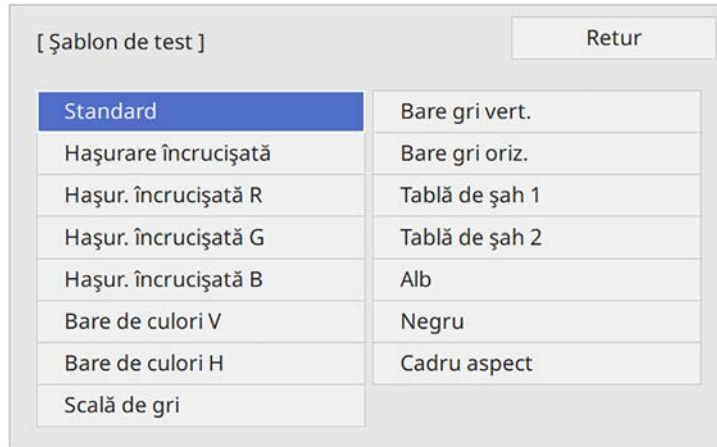 [ Şablon de test ]
Retur
Standard
Haşurare încrucişată
Haşur. încrucişată R
Haşur. încrucişată G
Haşur. încrucişată B
Bare de culori V
Bare de culori H
Scală de gri
Bare gri vert.
Bare gri oriz.
Tablă de şah 1
Tablă de şah 2
Alb
Negru
Cadru aspect